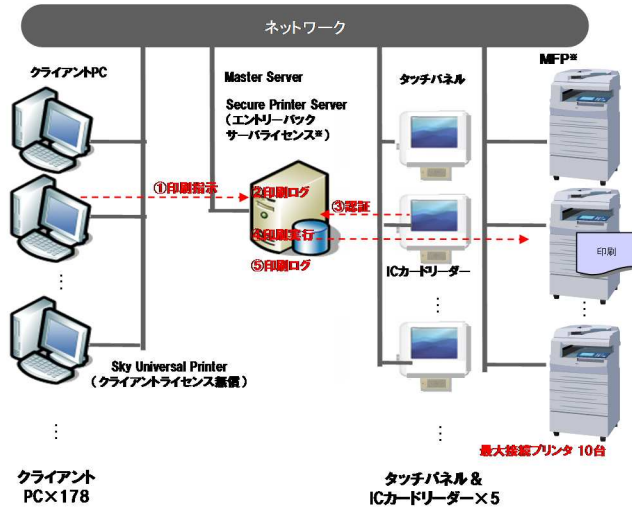 ネットワーク
クライアントPC
Master Server
Secure Printer Server
(エントリーパック
サーバライセンス※)
タッチパネル
MFP※
①印刷指示
②印刷ログ
③認証
④印刷実行
⑤印刷ログ
ICカードリーダー
印刷
Sky Universal Printer
(クライアントライセンス無償)
最大接続プリンタ 10台
クライアント
PC×178
タッチパネル &
ICカードリーダー×5